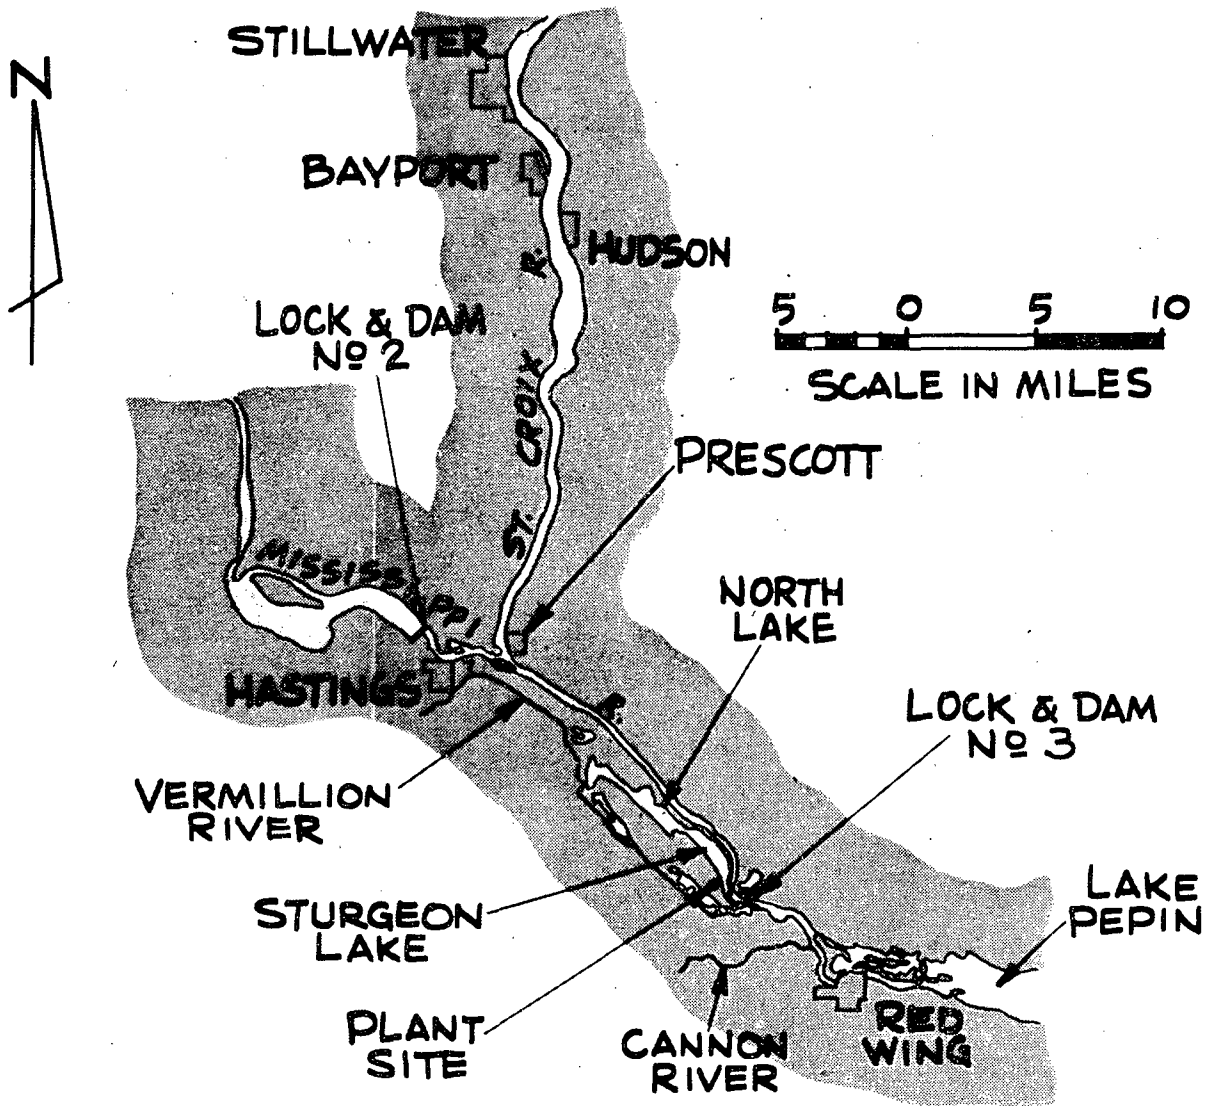 N
STILLWATER
BAYPORT
HUDSON
LOCK & DAM
Nº 2
5 0 5 10
SCALE IN MILES
ST. CROIX R.
PRESCOTT
MISSISSIPPI R.
NORTH
LAKE
HASTINGS
LOCK & DAM
Nº 3
VERMILLION
RIVER
STURGEON
LAKE
LAKE
PEPIN
PLANT
SITE
CANNON
RIVER
RED
WING